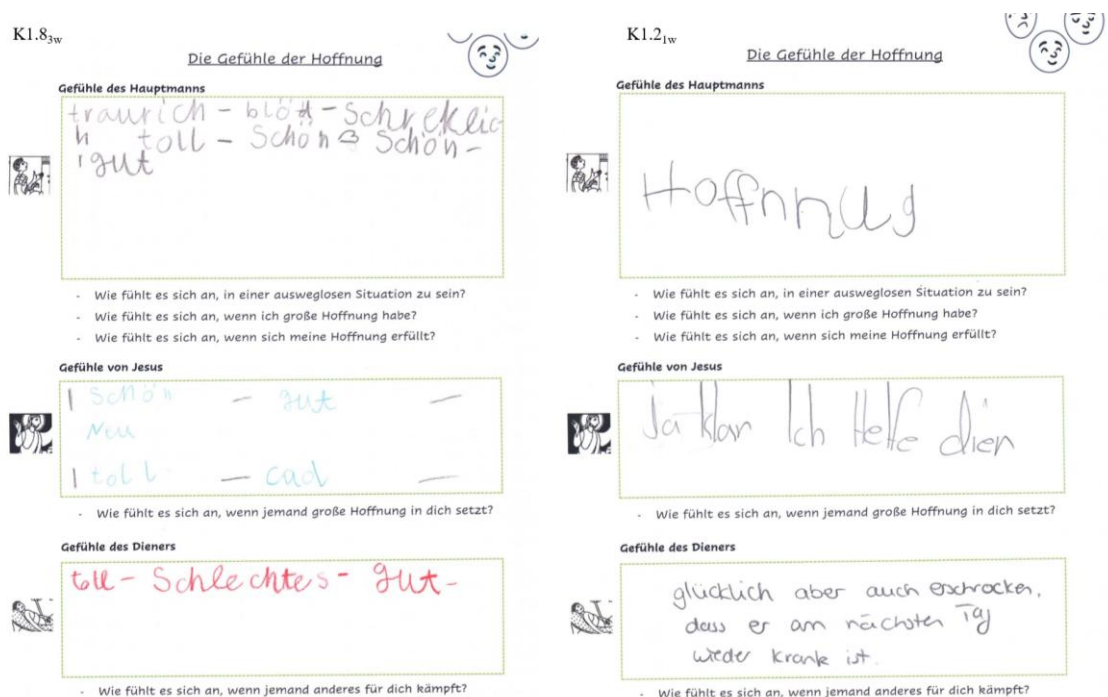 K1.8₃w
Die Gefühle der Hoffnung
Gefühle des Hauptmanns
traurich - blöd - Schreklic
h toll - Schön Schön -
gut
- Wie fühlt es sich an, in einer ausweglosen Situation zu sein?
- Wie fühlt es sich an, wenn ich große Hoffnung habe?
- Wie fühlt es sich an, wenn sich meine Hoffnung erfüllt?
Gefühle von Jesus
schön - gut -
Neu
toll - cool -
- Wie fühlt es sich an, wenn jemand große Hoffnung in dich setzt?
Gefühle des Dieners
toll - Schlechtes - gut -
- Wie fühlt es sich an, wenn jemand anderes für dich kämpft?
K1.2₁w
Die Gefühle der Hoffnung
Gefühle des Hauptmanns
Hoffnnug
- Wie fühlt es sich an, in einer ausweglosen Situation zu sein?
- Wie fühlt es sich an, wenn ich große Hoffnung habe?
- Wie fühlt es sich an, wenn sich meine Hoffnung erfüllt?
Gefühle von Jesus
Ja klar Ich Helfe dien
- Wie fühlt es sich an, wenn jemand große Hoffnung in dich setzt?
Gefühle des Dieners
glücklich aber auch erschrocken,
dass er am nächsten Tag
wieder krank ist.
- Wie fühlt es sich an, wenn jemand anderes für dich kämpft?